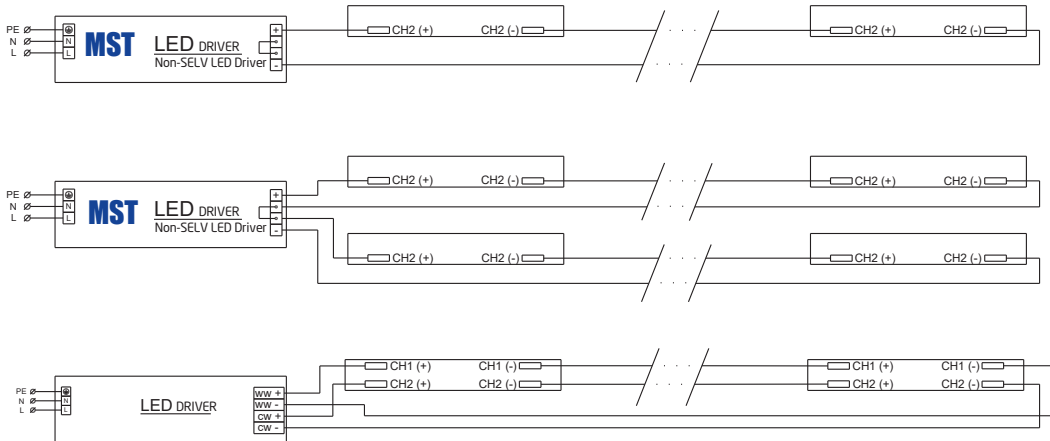 CH2 (+) CH2 (-) CH2 (+) CH2 (-)
PE
N
L
N
L
MST
LED DRIVER
Non-SELV LED Driver
+
-
CH2 (+) CH2 (-) CH2 (+) CH2 (-)
PE
N
L
N
L
MST
LED DRIVER
Non-SELV LED Driver
+
-
CH2 (+) CH2 (-) CH2 (+) CH2 (-)
CH1 (+) CH1 (-) CH1 (+) CH1 (-)
CH2 (+) CH2 (-) CH2 (+) CH2 (-)
PE
N
L
N
L
LED DRIVER
WW +
WW -
CW +
CW -